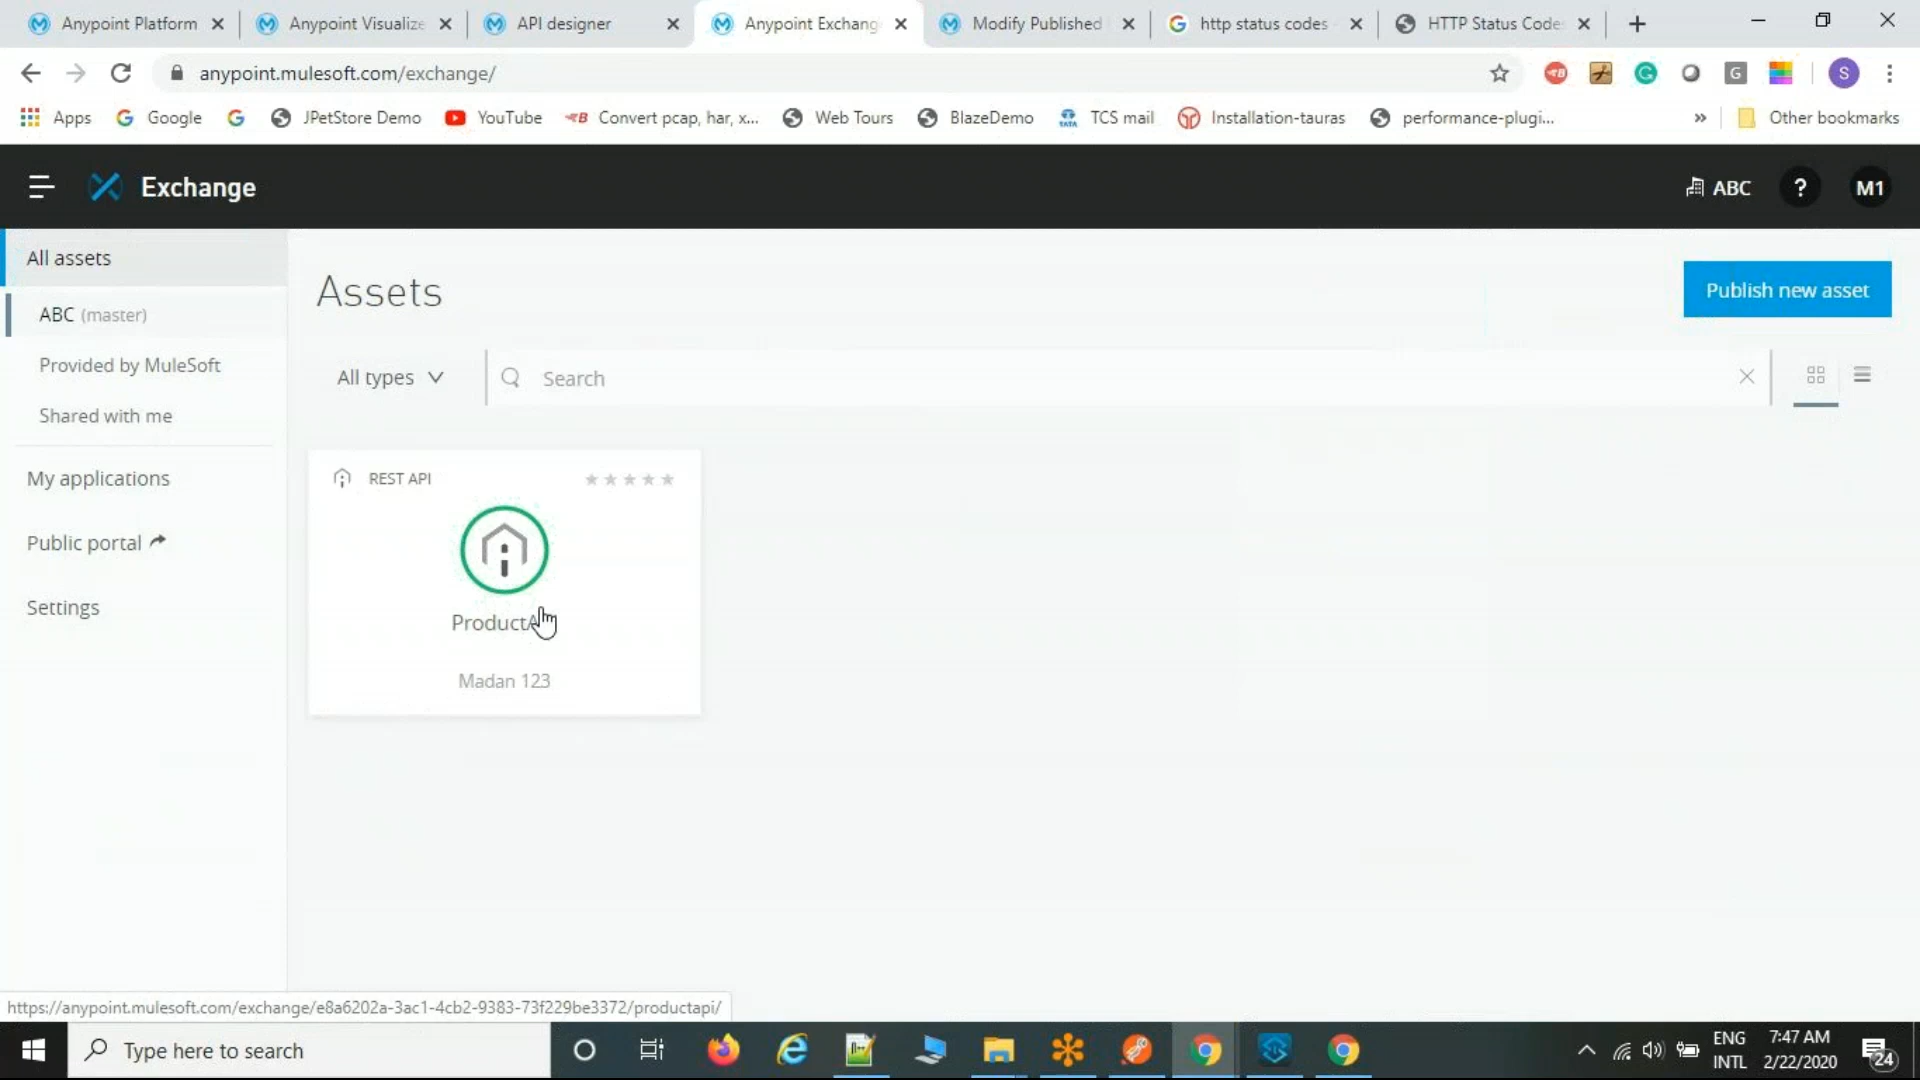 Anypoint Platform
Anypoint Visualize
API designer
Anypoint Exchang
Modify Published
http status codes -
HTTP Status Code
anypoint.mulesoft.com/exchange/
S
Apps
Google
JPetStore Demo
YouTube
Convert pcap, har, x...
Web Tours
BlazeDemo
TCS mail
Installation-tauras
performance-plugi...
»
Other bookmarks
Exchange
ABC
?
M1
All assets
ABC (master)
Provided by MuleSoft
Shared with me
My applications
Public portal
Settings
Assets
Publish new asset
All types
Search
REST API
ProductA
Madan 123
https://anypoint.mulesoft.com/exchange/e8a6202a-3ac1-4cb2-9383-73f229be3372/productapi/
Type here to search
ENG
INTL
7:47 AM
2/22/2020
24